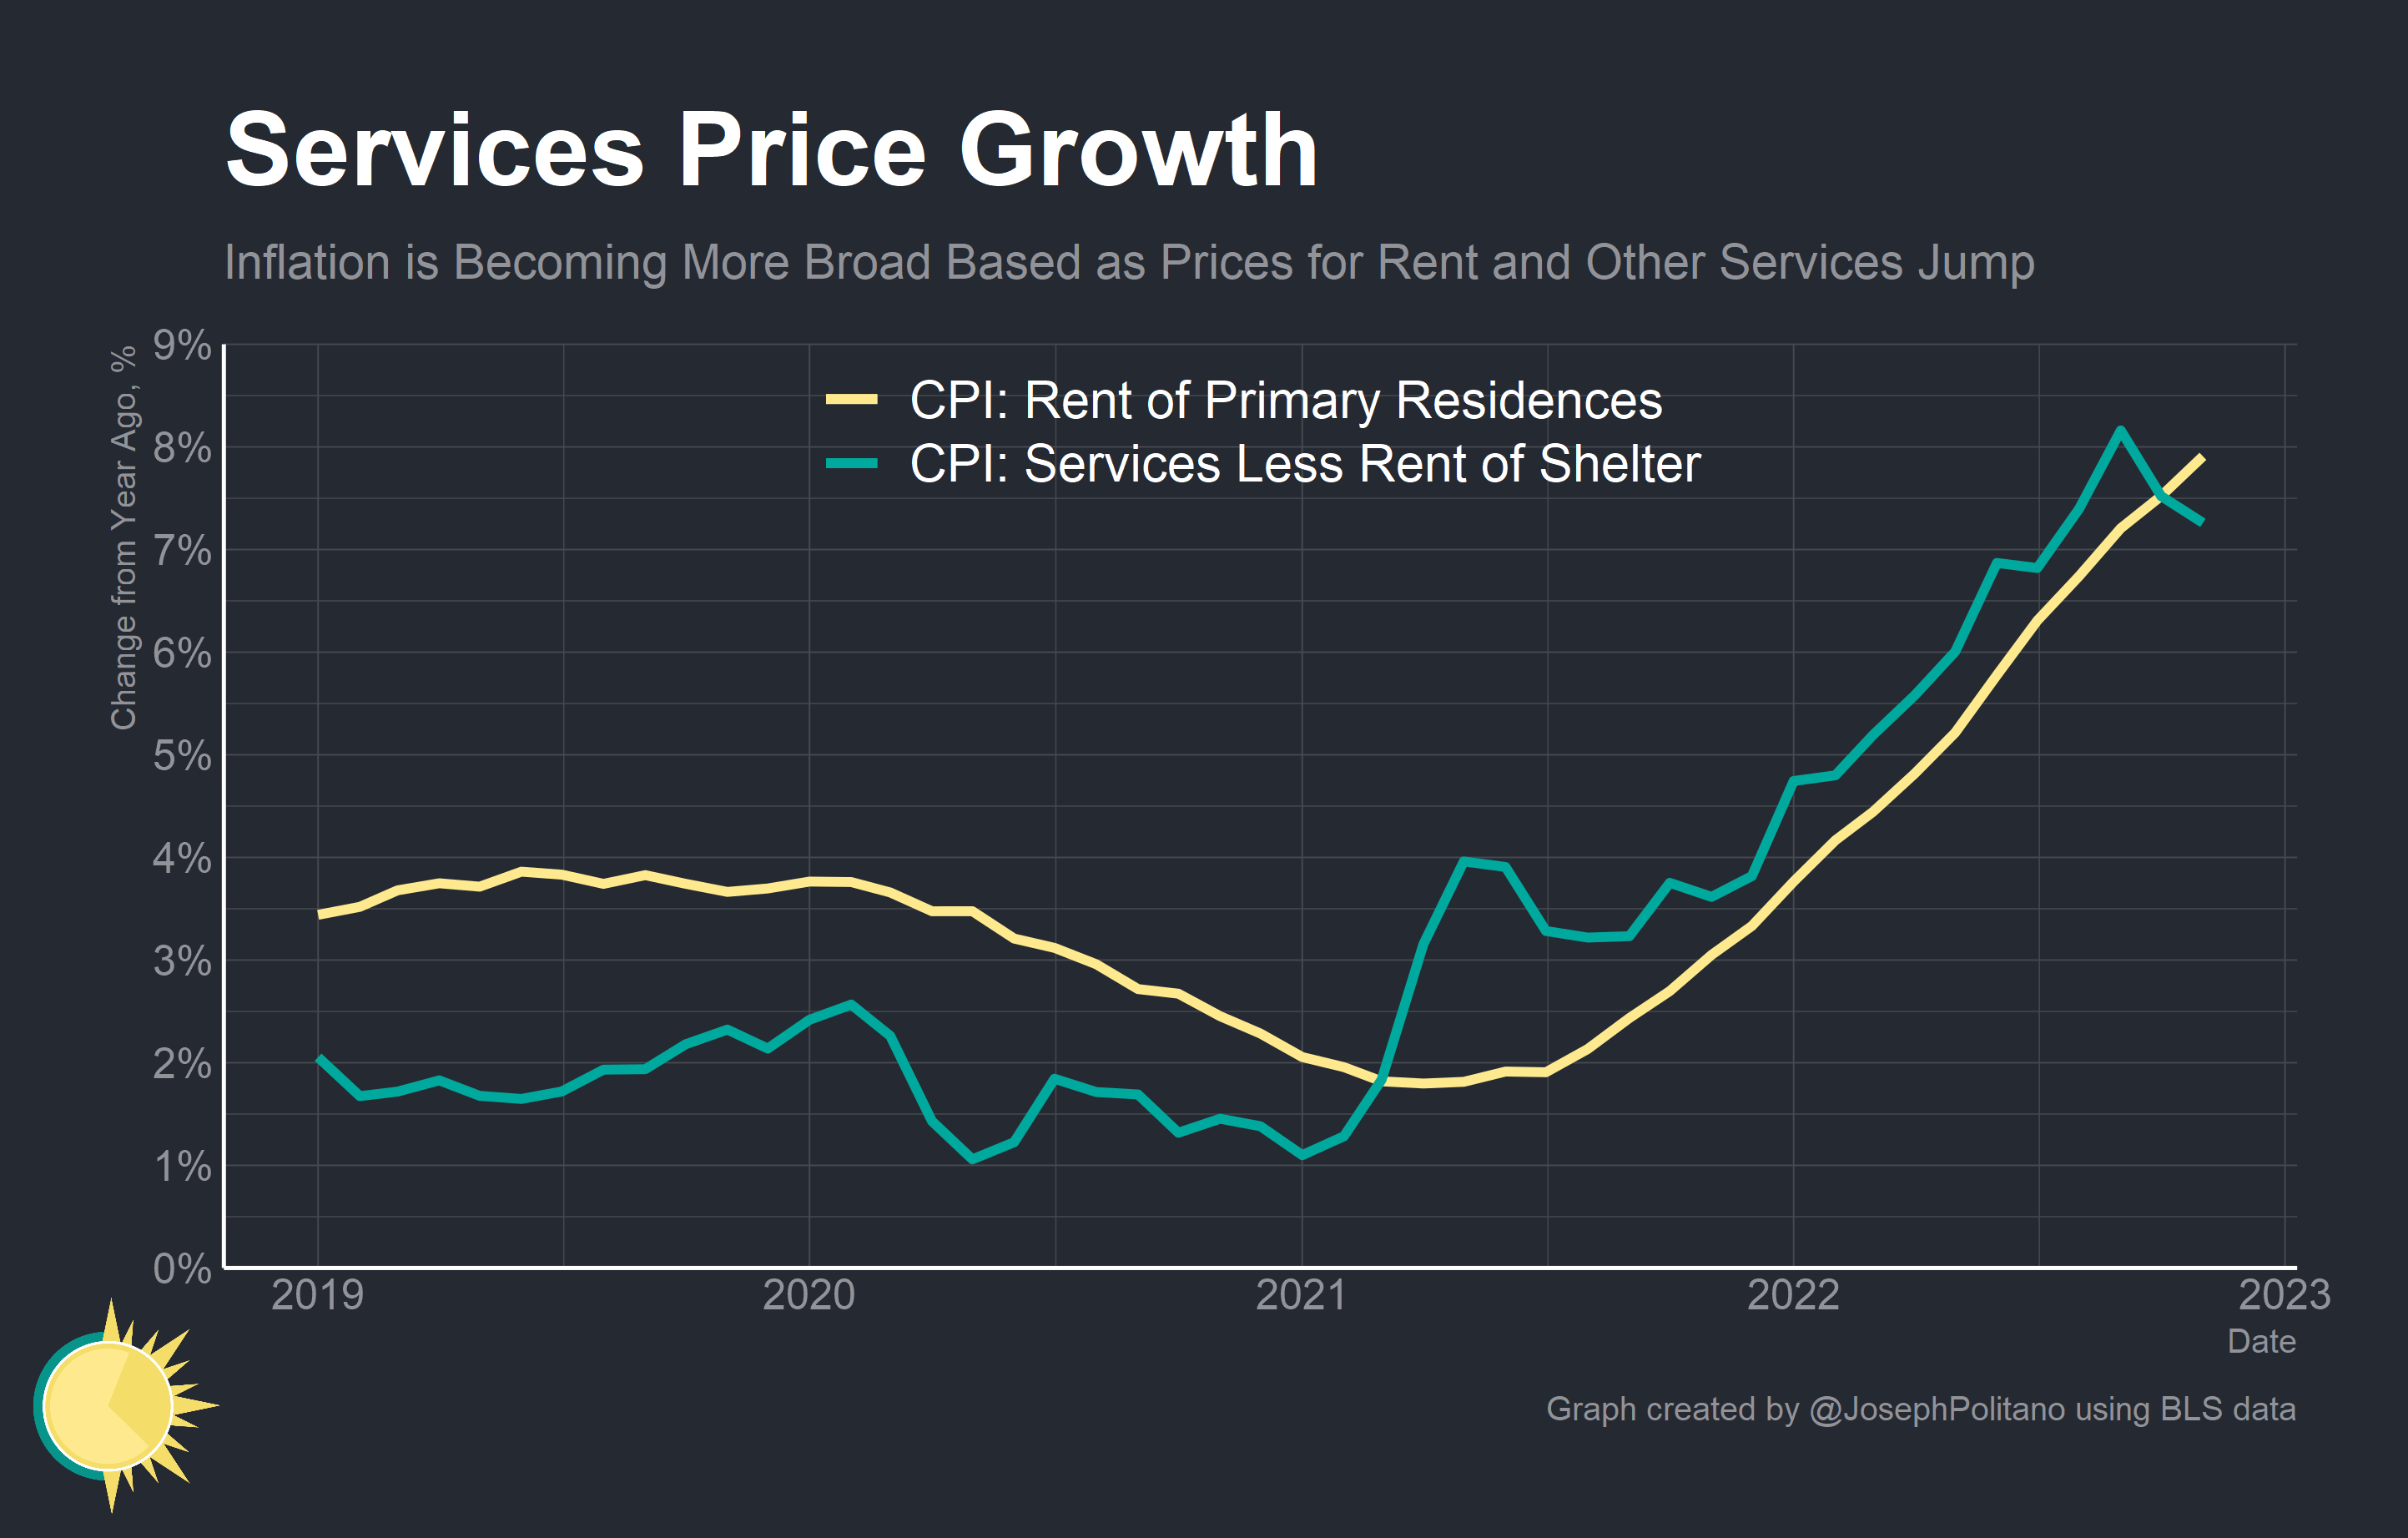 Services Price Growth
Inflation is Becoming More Broad Based as Prices for Rent and Other Services Jump
Change from Year Ago, %
9%
8%
7%
6%
5%
4%
3%
2%
1%
0%
CPI: Rent of Primary Residences
CPI: Services Less Rent of Shelter
2019 2020 2021 2022 2023
Date
Graph created by @JosephPolitano using BLS data